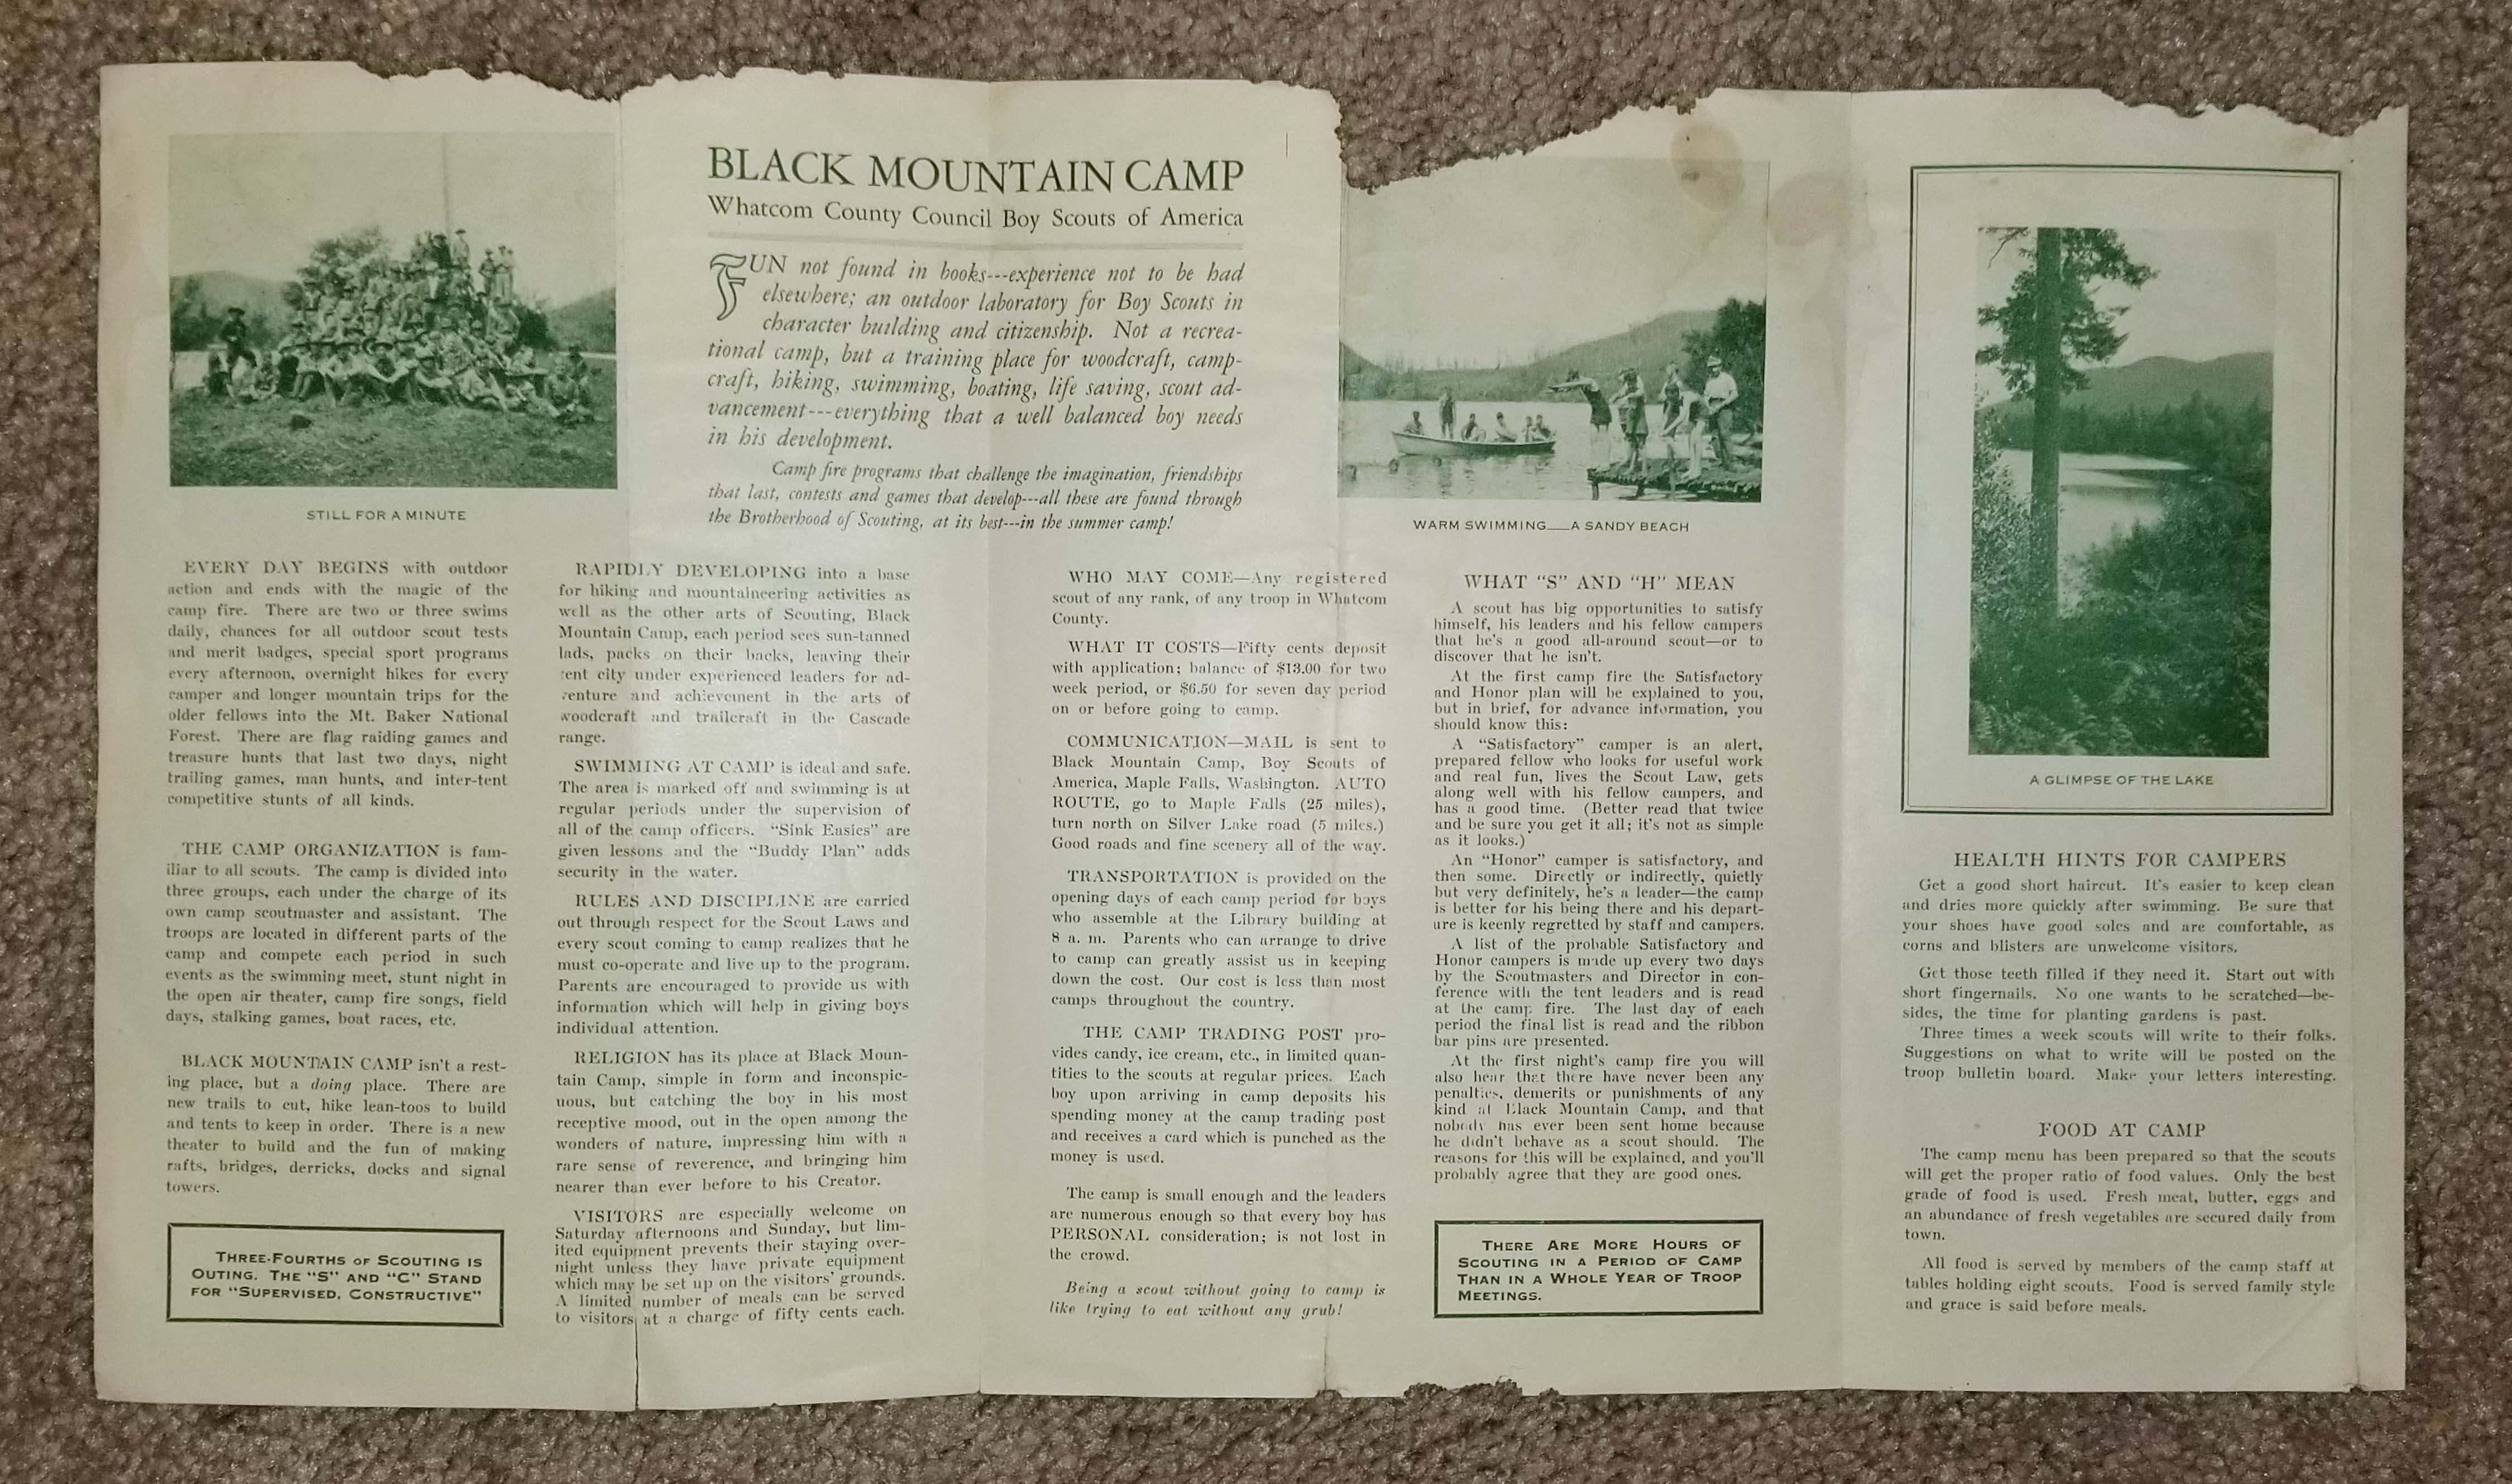 BLACK MOUNTAIN CAMP
Whatcom County Council Boy Scouts of America
FUN not found in books---experience not to be had
elsewhere; an outdoor laboratory for Boy Scouts in
character building and citizenship. Not a recrea-
tional camp, but a training place for woodcraft, camp-
craft, hiking, swimming, boating, life saving, scout ad-
vancement---everything that a well balanced boy needs
in his development.
Camp fire programs that challenge the imagination, friendships
that last, contests and games that develop---all these are found through
the Brotherhood of Scouting, at its best---in the summer camp!
STILL FOR A MINUTE
EVERY DAY BEGINS with outdoor
action and ends with the magic of the
camp fire. There are two or three swims
daily, chances for all outdoor scout tests
and merit badges, special sport programs
every afternoon, overnight hikes for every
camper and longer mountain trips for the
older fellows into the Mt. Baker National
Forest. There are flag raiding games and
treasure hunts that last two days, night
trailing games, man hunts, and inter-tent
competitive stunts of all kinds.
THE CAMP ORGANIZATION is fam-
iliar to all scouts. The camp is divided into
three groups, each under the charge of its
own camp scoutmaster and assistant. The
troops are located in different parts of the
camp and compete each period in such
events as the swimming meet, stunt night in
the open air theater, camp fire songs, field
days, stalking games, boat races, etc.
BLACK MOUNTAIN CAMP isn't a rest-
ing place, but a doing place. There are
new trails to cut, hike lean-toos to build
and tents to keep in order. There is a new
theater to build and the fun of making
rafts, bridges, derricks, docks and signal
towers.
THREE-FOURTHS OF SCOUTING IS
OUTING. THE "S" AND "C" STAND
FOR "SUPERVISED, CONSTRUCTIVE"
RAPIDLY DEVELOPING into a base
for hiking and mountaineering activities as
well as the other arts of Scouting, Black
Mountain Camp, each period sees sun-tanned
lads, packs on their backs, leaving their
tent city under experienced leaders for ad-
venture and achievement in the arts of
woodcraft and trailcraft in the Cascade
range.
SWIMMING AT CAMP is ideal and safe.
The area is marked off and swimming is at
regular periods under the supervision of
all of the camp officers. "Sink Easies" are
given lessons and the "Buddy Plan" adds
security in the water.
RULES AND DISCIPLINE are carried
out through respect for the Scout Laws and
every scout coming to camp realizes that he
must co-operate and live up to the program.
Parents are encouraged to provide us with
information which will help in giving boys
individual attention.
RELIGION has its place at Black Moun-
tain Camp, simple in form and inconspic-
uous, but catching the boy in his most
receptive mood, out in the open among the
wonders of nature, impressing him with a
rare sense of reverence, and bringing him
nearer than ever before to his Creator.
VISITORS are especially welcome on
Saturday afternoons and Sunday, but lim-
ited equipment prevents their staying over-
night unless they have private equipment
which may be set up on the visitors' grounds.
A limited number of meals can be served
to visitors at a charge of fifty cents each.
WHO MAY COME—Any registered
scout of any rank, of any troop in Whatcom
County.
WHAT IT COSTS—Fifty cents deposit
with application; balance of $13.00 for two
week period, or $6.50 for seven day period
on or before going to camp.
COMMUNICATION—MAIL is sent to
Black Mountain Camp, Boy Scouts of
America, Maple Falls, Washington. AUTO
ROUTE, go to Maple Falls (25 miles),
turn north on Silver Lake road (5 miles.)
Good roads and fine scenery all of the way.
TRANSPORTATION is provided on the
opening days of each camp period for boys
who assemble at the Library building at
8 a. m. Parents who can arrange to drive
to camp can greatly assist us in keeping
down the cost. Our cost is less than most
camps throughout the country.
THE CAMP TRADING POST pro-
vides candy, ice cream, etc., in limited quan-
tities to the scouts at regular prices. Each
boy upon arriving in camp deposits his
spending money at the camp trading post
and receives a card which is punched as the
money is used.
The camp is small enough and the leaders
are numerous enough so that every boy has
PERSONAL consideration; is not lost in
the crowd.
Being a scout without going to camp is
like trying to eat without any grub!
WARM SWIMMING—A SANDY BEACH
WHAT "S" AND "H" MEAN
A scout has big opportunities to satisfy
himself, his leaders and his fellow campers
that he's a good all-around scout—or to
discover that he isn't.
At the first camp fire the Satisfactory
and Honor plan will be explained to you,
but in brief, for advance information, you
should know this:
A "Satisfactory" camper is an alert,
prepared fellow who looks for useful work
and real fun, lives the Scout Law, gets
along well with his fellow campers, and
has a good time. (Better read that twice
and be sure you get it all; it's not as simple
as it looks.)
An "Honor" camper is satisfactory, and
then some. Directly or indirectly, quietly
but very definitely, he's a leader—the camp
is better for his being there and his depart-
ure is keenly regretted by staff and campers.
A list of the probable Satisfactory and
Honor campers is made up every two days
by the Scoutmasters and Director in con-
ference with the tent leaders and is read
at the camp fire. The last day of each
period the final list is read and the ribbon
bar pins are presented.
At the first night's camp fire you will
also hear that there have never been any
penalties, demerits or punishments of any
kind at Black Mountain Camp, and that
nobody has ever been sent home because
he didn't behave as a scout should. The
reasons for this will be explained, and you'll
probably agree that they are good ones.
THERE ARE MORE HOURS OF
SCOUTING IN A PERIOD OF CAMP
THAN IN A WHOLE YEAR OF TROOP
MEETINGS.
A GLIMPSE OF THE LAKE
HEALTH HINTS FOR CAMPERS
Get a good short haircut. It's easier to keep clean
and dries more quickly after swimming. Be sure that
your shoes have good soles and are comfortable, as
corns and blisters are unwelcome visitors.
Get those teeth filled if they need it. Start out with
short fingernails. No one wants to be scratched—be-
sides, the time for planting gardens is past.
Three times a week scouts will write to their folks.
Suggestions on what to write will be posted on the
troop bulletin board. Make your letters interesting.
FOOD AT CAMP
The camp menu has been prepared so that the scouts
will get the proper ratio of food values. Only the best
grade of food is used. Fresh meat, butter, eggs and
an abundance of fresh vegetables are secured daily from
town.
All food is served by members of the camp staff at
tables holding eight scouts. Food is served family style
and grace is said before meals.